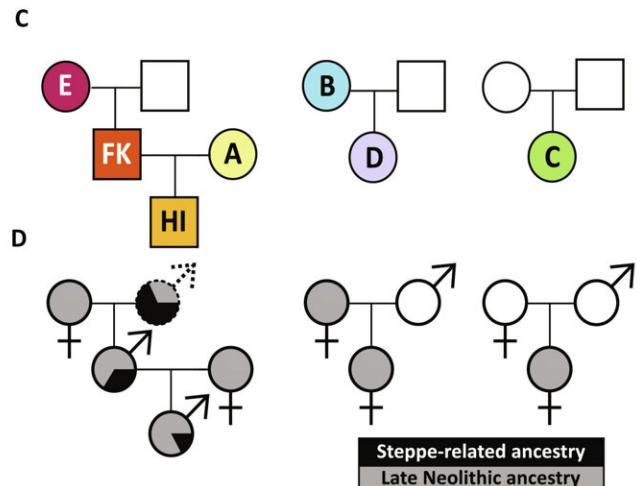 C
E
B
FK
A
D
C
HI
D
Steppe-related ancestry
Late Neolithic ancestry